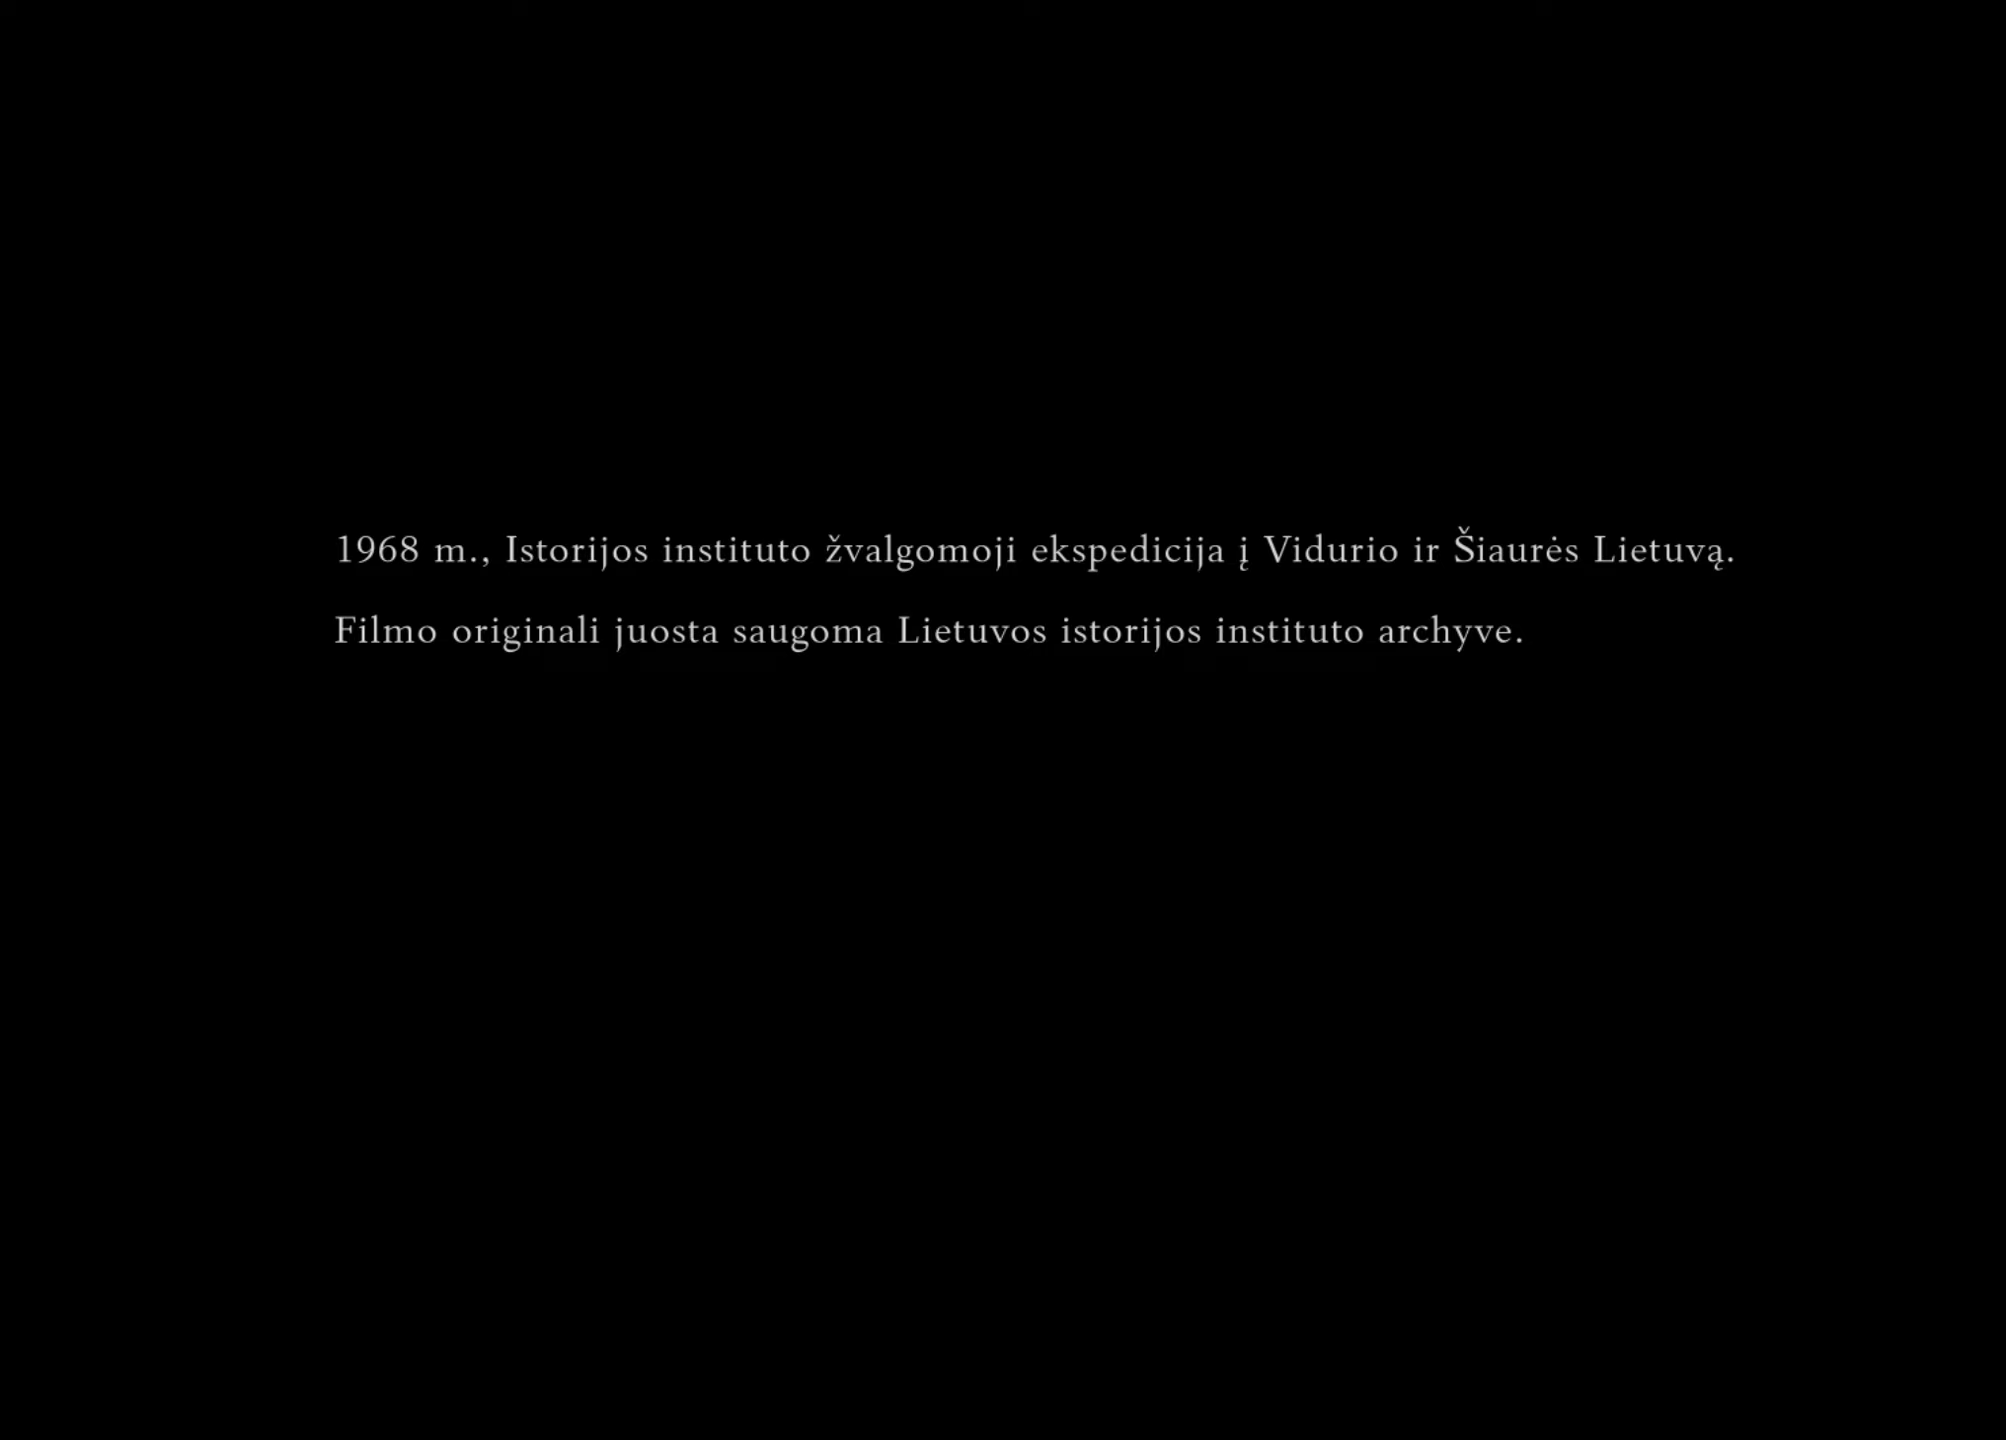 1968 m., Istorijos instituto žvalgomoji ekspedicija į Vidurio ir Šiaurės Lietuvą.
Filmo originali juosta saugoma Lietuvos istorijos instituto archyve.